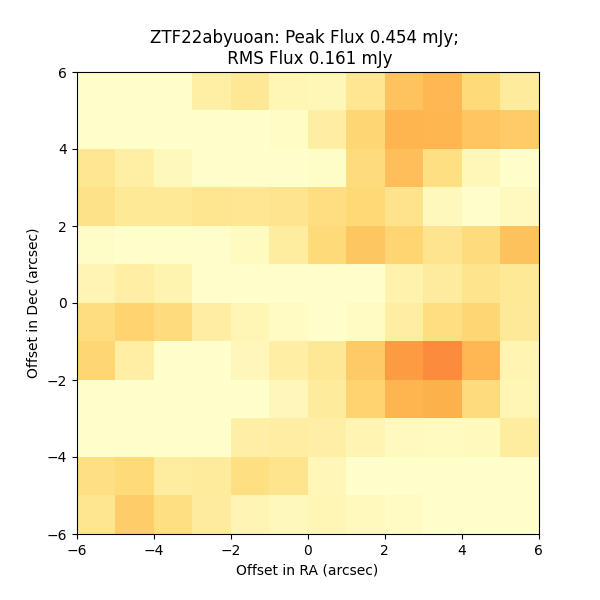 ZTF22abyuoan: Peak Flux 0.454 mJy;
RMS Flux 0.161 mJy
6
4
2
0
−2
−4
−6
Offset in Dec (arcsec)
−6 −4 −2 0 2 4 6
Offset in RA (arcsec)